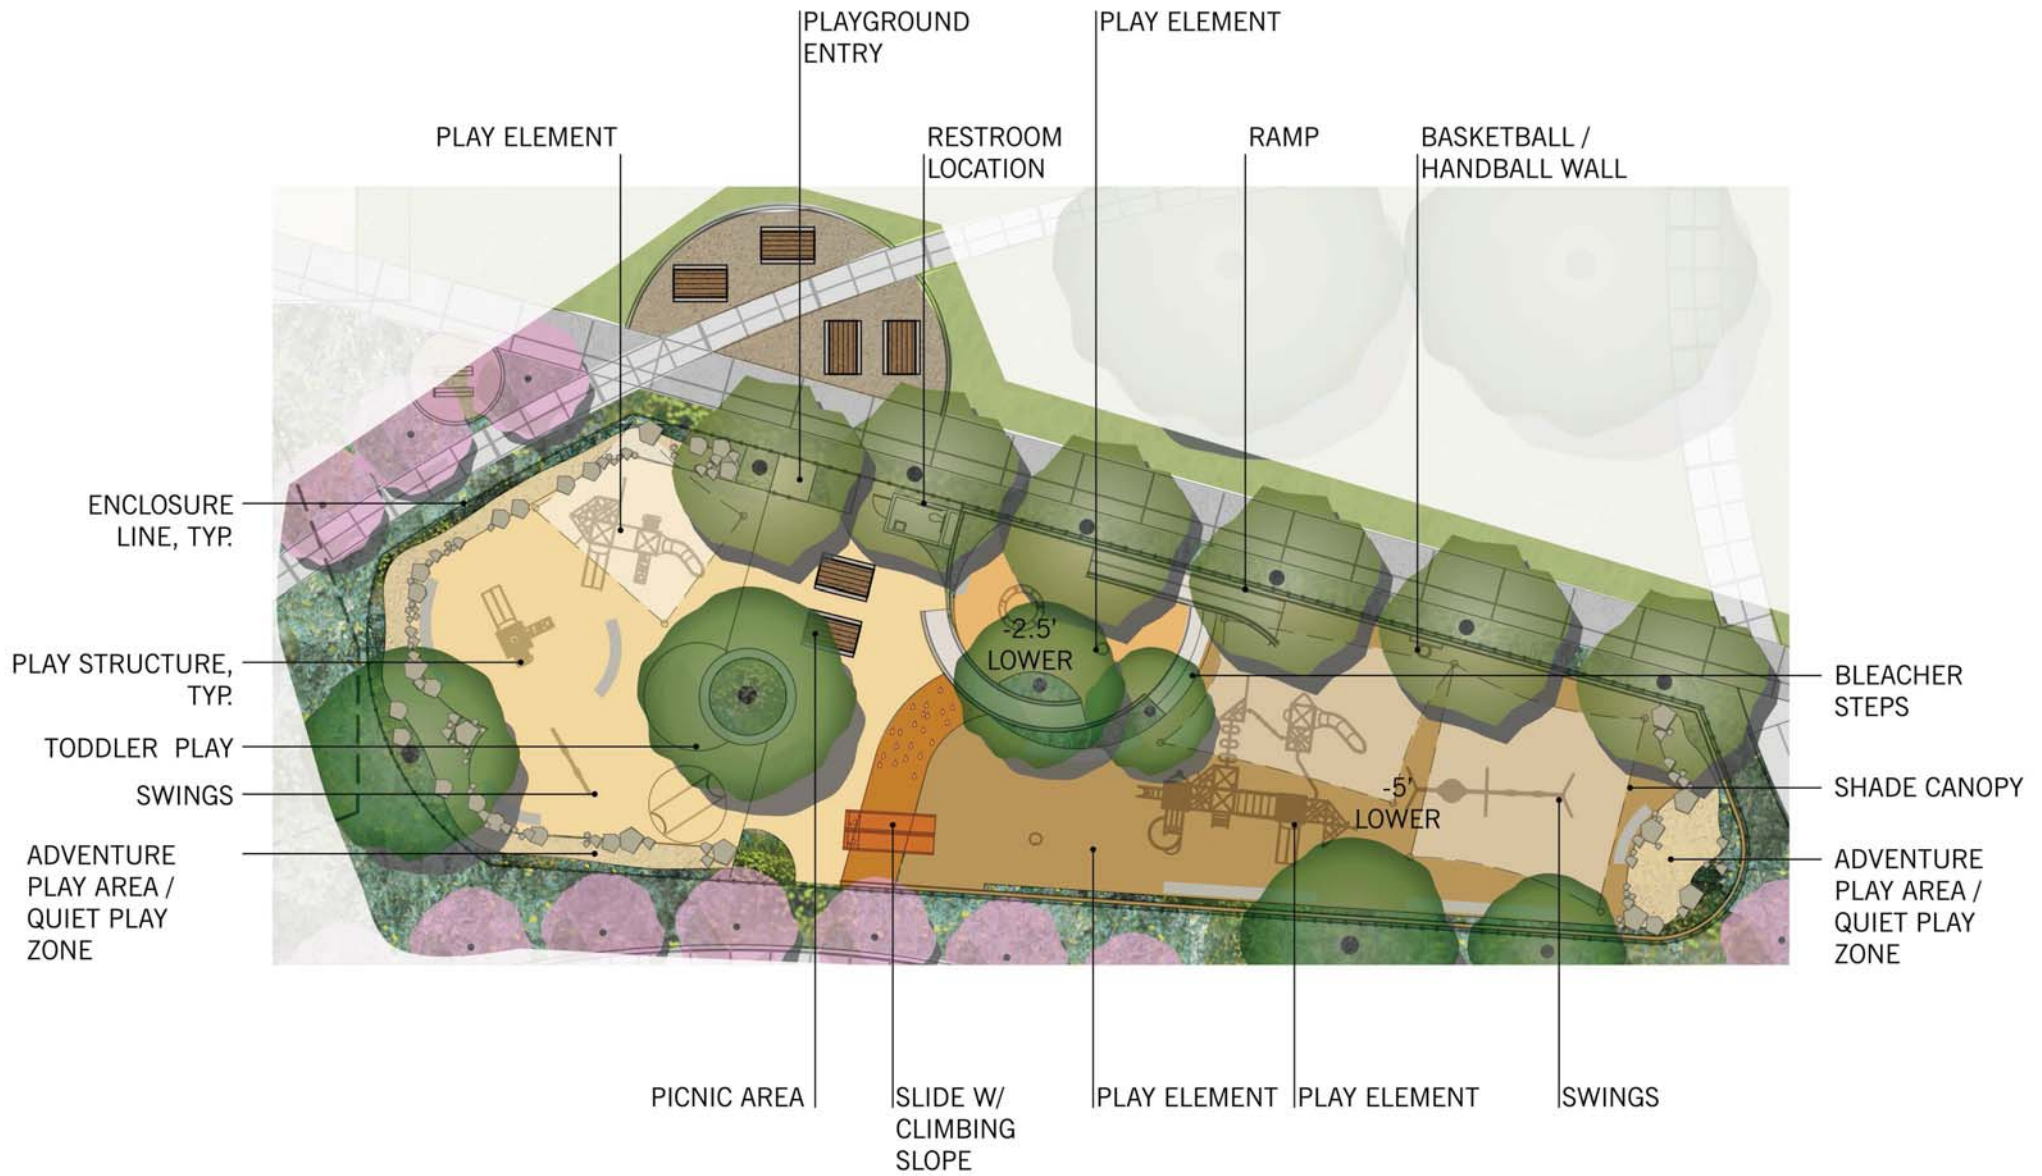 PLAYGROUND
ENTRY
PLAY ELEMENT
PLAY ELEMENT
RESTROOM
LOCATION
RAMP
BASKETBALL /
HANDBALL WALL
ENCLOSURE
LINE, TYP.
PLAY STRUCTURE,
TYP.
TODDLER PLAY
SWINGS
ADVENTURE
PLAY AREA /
QUIET PLAY
ZONE
-2.5'
LOWER
-5'
LOWER
BLEACHER
STEPS
SHADE CANOPY
ADVENTURE
PLAY AREA /
QUIET PLAY
ZONE
PICNIC AREA
SLIDE W/
CLIMBING
SLOPE
PLAY ELEMENT
PLAY ELEMENT
SWINGS